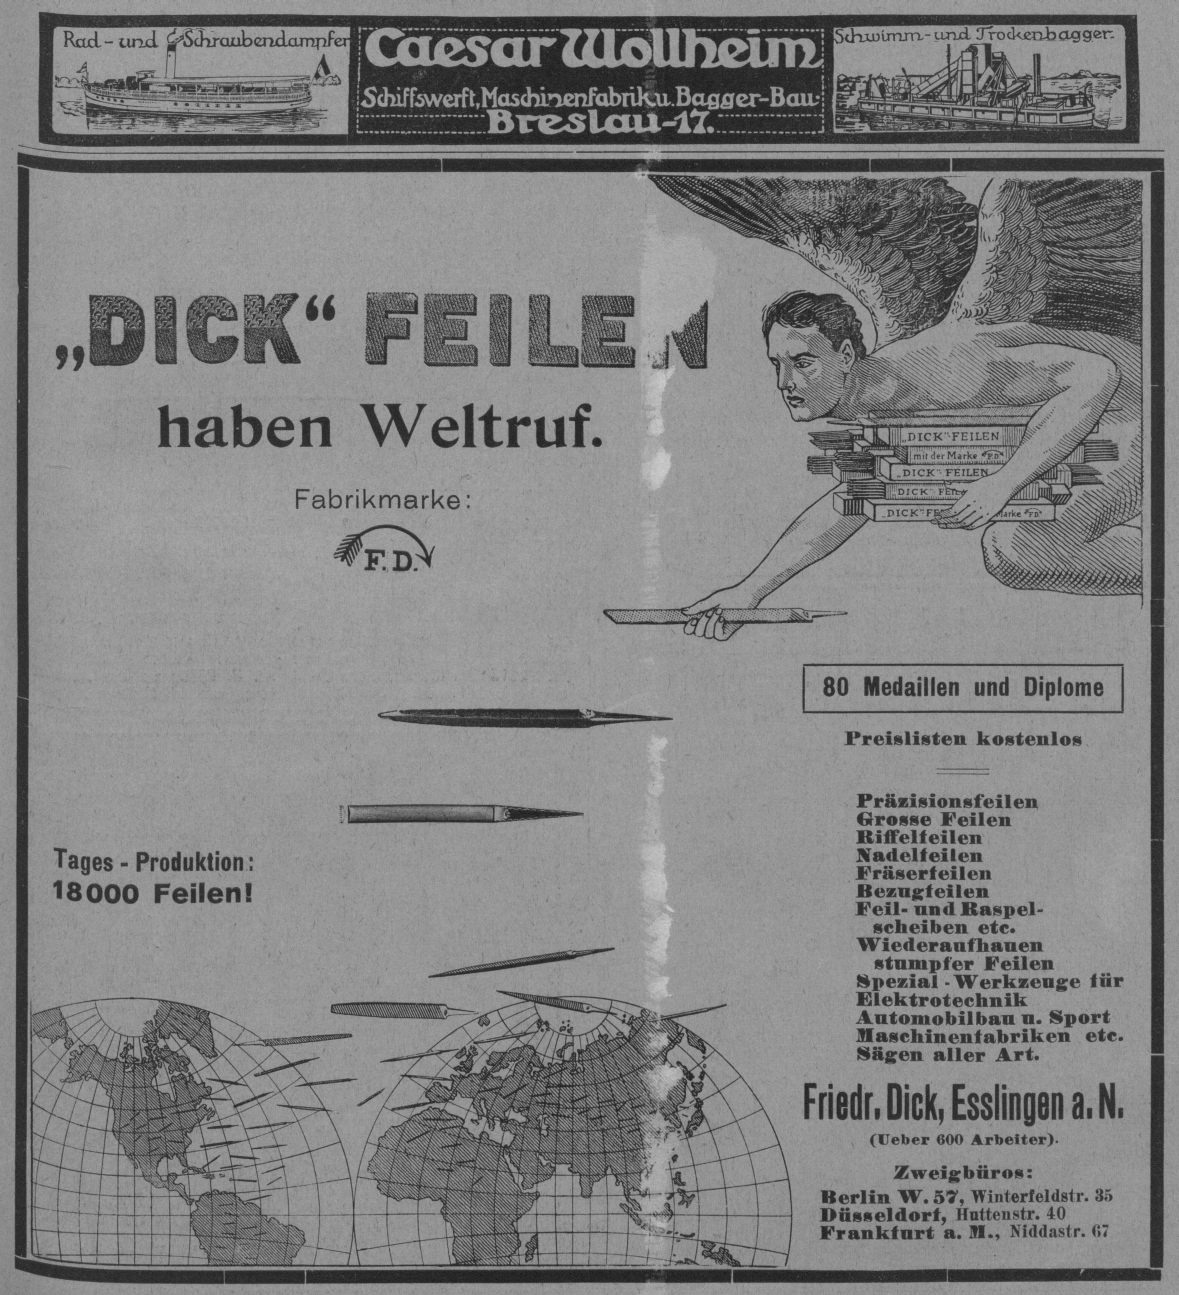 Rad- und Schraubendampfer
Caesar Wollheim
Schiffswerft, Maschinenfabrik u. Bagger-Bau.
Breslau-17.
Schwimm- und Trockenbagger.
„DICK“ FEILEN
haben Weltruf.
Fabrikmarke:
F. D.
„DICK“ FEILEN
mit der Marke F.D.
„DICK“ FEILEN
„DICK“ FEILE
„DICK“ FE Marke F.D.
80 Medaillen und Diplome
Preislisten kostenlos
Präzisionsfeilen
Grosse Feilen
Riffelfeilen
Nadelfeilen
Fräserfeilen
Bezugfeilen
Feil- und Raspel-
scheiben etc.
Wiederaufhauen
stumpfer Feilen
Spezial-Werkzeuge für
Elektrotechnik
Automobilbau u. Sport
Maschinenfabriken etc.
Sägen aller Art.
Tages - Produktion:
18000 Feilen!
Friedr. Dick, Esslingen a. N.
(Ueber 600 Arbeiter).
Zweigbüros:
Berlin W. 57, Winterfeldstr. 35
Düsseldorf, Huttenstr. 40
Frankfurt a. M., Niddastr. 67